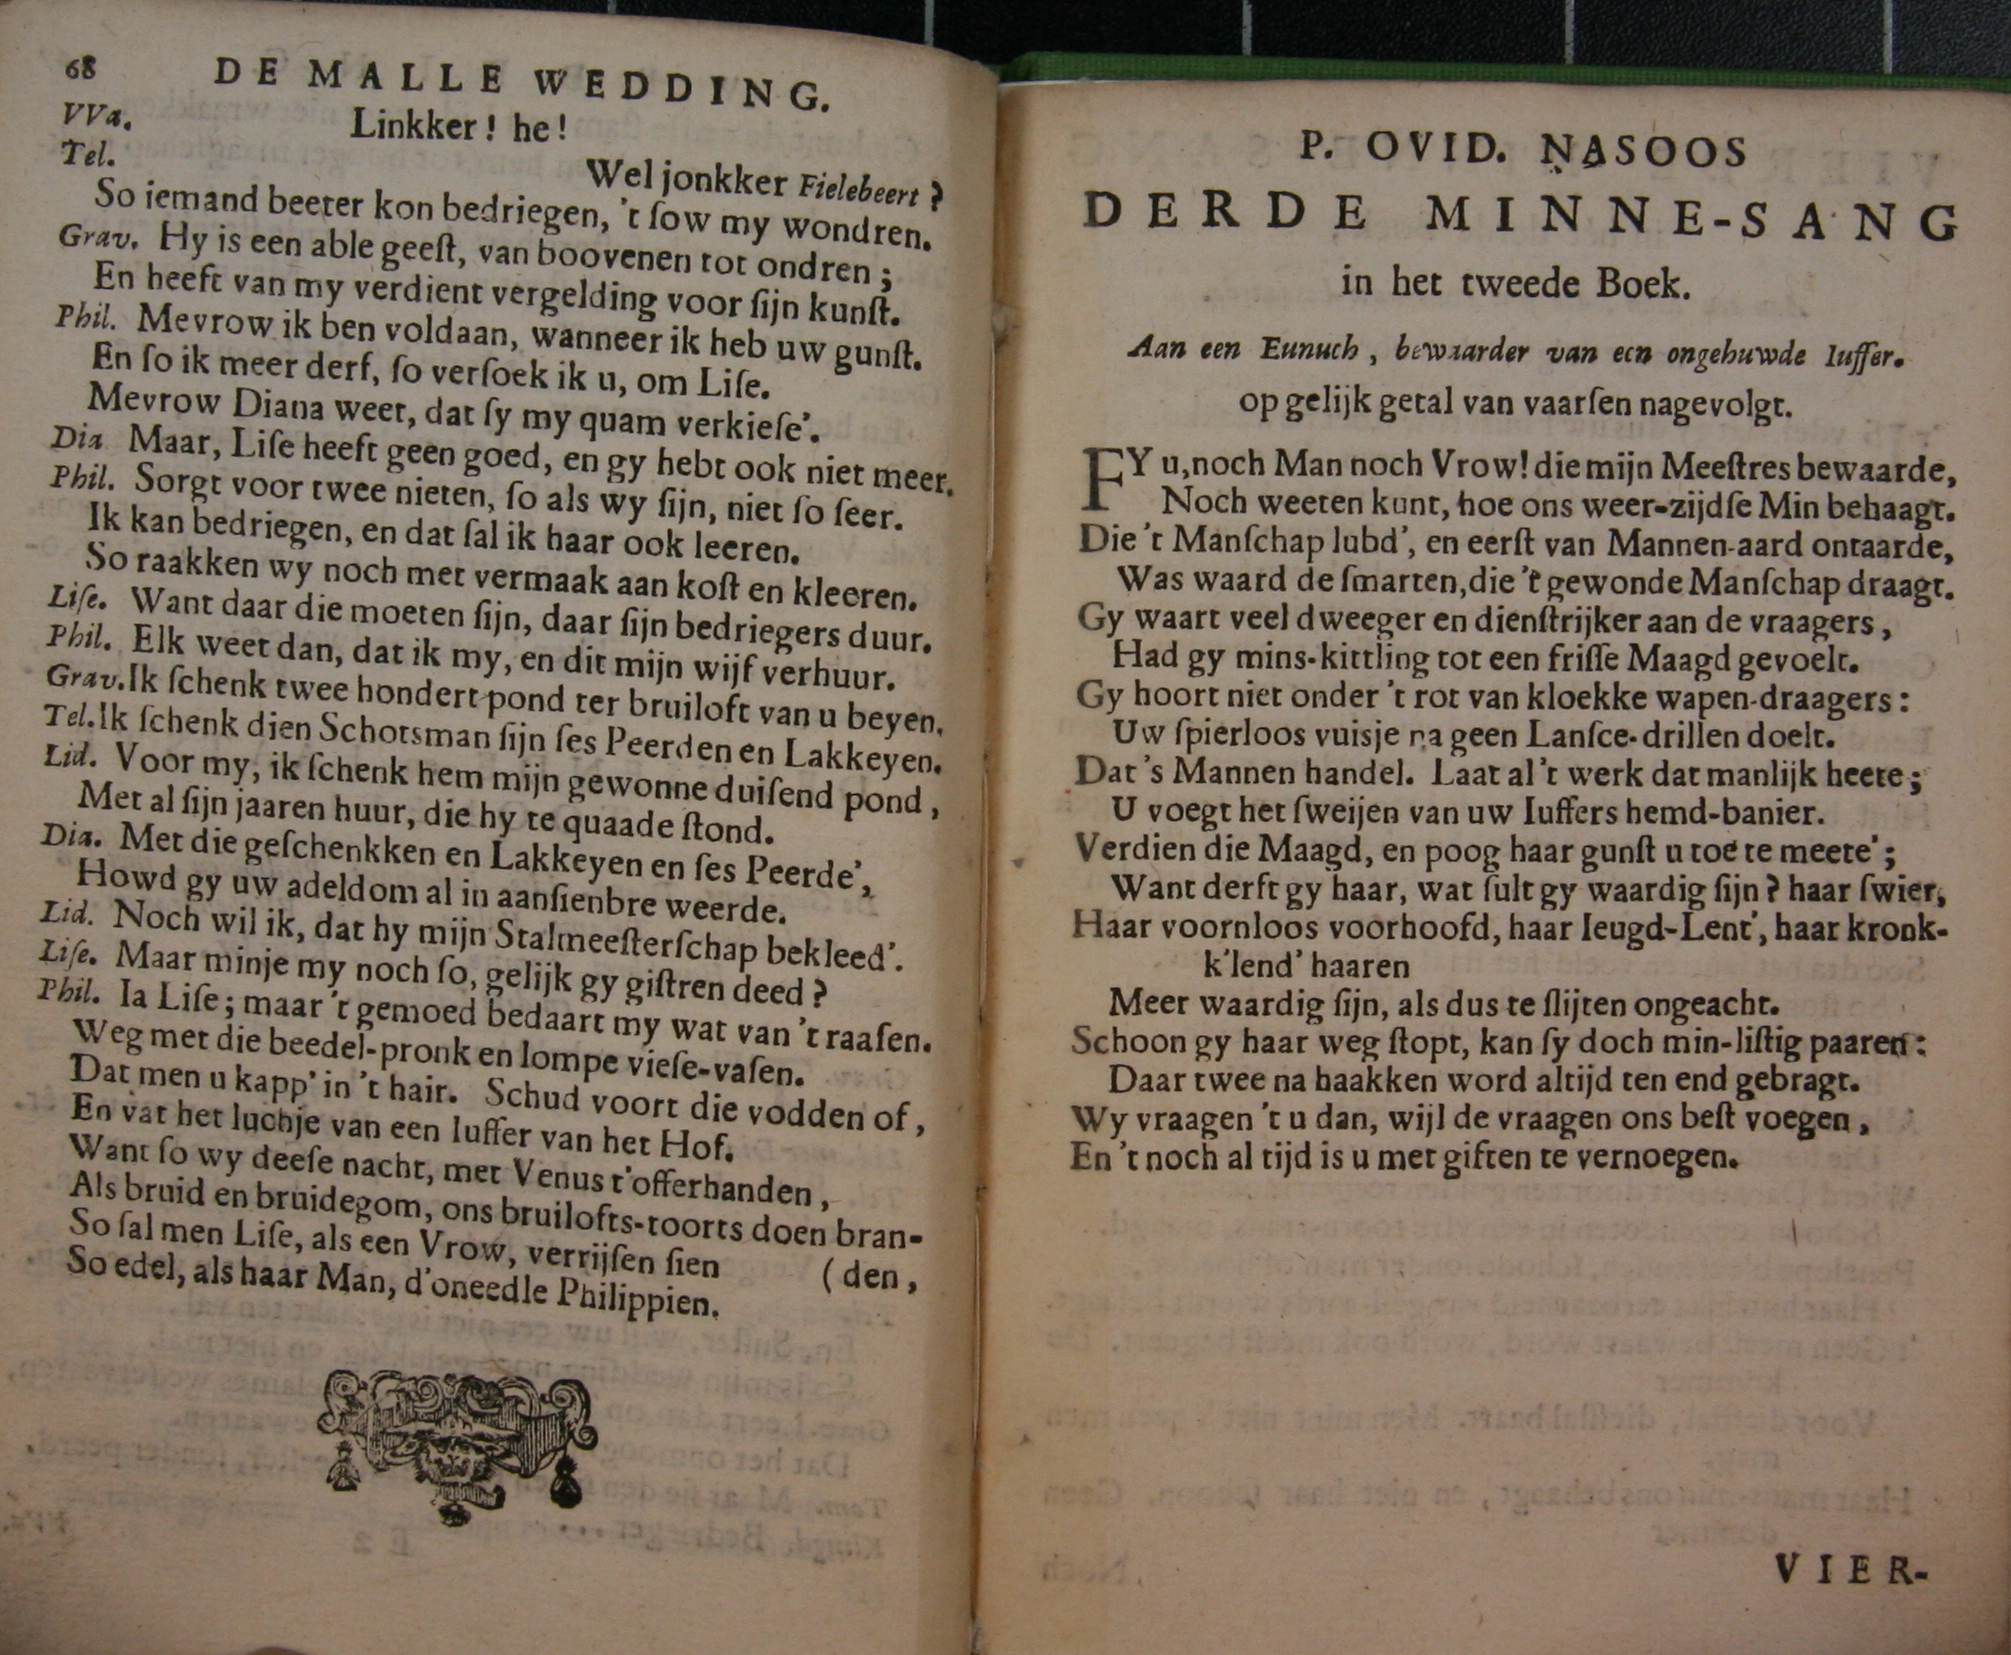 68 DE MALLE WEDDING.
VVa. Linkker! he!
Tel. Wel jonkker Fielebeert?
So iemand beeter kon bedriegen, 't ſow my wondren.
Grav. Hy is een able geeſt, van boovenen tot ondren;
En heeft van my verdient vergelding voor ſijn kunſt.
Phil. Mevrow ik ben voldaan, wanneer ik heb uw gunſt.
En ſo ik meer derf, ſo verſoek ik u, om Liſe.
Mevrow Diana weet, dat ſy my quam verkieſe'.
Dia Maar, Liſe heeft geen goed, en gy hebt ook niet meer.
Phil. Sorgt voor twee nieten, ſo als wy ſijn, niet ſo ſeer.
Ik kan bedriegen, en dat ſal ik haar ook leeren.
So raakken wy noch met vermaak aan koſt en kleeren.
Liſe. Want daar die moeten ſijn, daar ſijn bedriegers duur.
Phil. Elk weet dan, dat ik my, en dit mijn wijf verhuur.
Grav. Ik ſchenk twee hondert pond ter bruiloft van u beyen.
Tel. Ik ſchenk dien Schotsman ſijn ſes Peerden en Lakkeyen.
Lid. Voor my, ik ſchenk hem mijn gewonne duiſend pond,
Met al ſijn jaaren huur, die hy te quaade ſtond.
Dia. Met die geſchenkken en Lakkeyen en ſes Peerde',
Howd gy uw adeldom al in aanſienbre weerde.
Lid. Noch wil ik, dat hy mijn Stalmeeſterſchap bekleed'.
Liſe. Maar minje my noch ſo, gelijk gy giſtren deed?
Phil. Ia Liſe; maar 't gemoed bedaart my wat van 't raaſen.
Weg met die beedel-pronk en lompe vieſe-vaſen.
Dat men u kapp' in 't hair. Schud voort die vodden of,
En vat het luchje van een Iuffer van het Hof.
Want ſo wy deeſe nacht, met Venus t'offerhanden,
Als bruid en bruidegom, ons bruilofts-toorts doen bran-
So ſal men Liſe, als een Vrow, verrijſen ſien (den,
So edel, als haar Man, d'oneedle Philippien.
P. OVID. NASOOS
DERDE MINNE-SANG
in het tweede Boek.
Aan een Eunuch, bewaarder van een ongehuwde Iuffer.
op gelijk getal van vaarſen nagevolgt.
FY u, noch Man noch Vrow! die mijn Meeſtres bewaarde,
Noch weeten kunt, hoe ons weer-zijdſe Min behaagt.
Die 't Manſchap lubd', en eerſt van Mannen-aard ontaarde,
Was waard de ſmarten, die 't gewonde Manſchap draagt.
Gy waart veel dweeger en dienſtrijker aan de vraagers,
Had gy mins-kittling tot een friſſe Maagd gevoelt.
Gy hoort niet onder 't rot van kloekke wapen-draagers:
Uw ſpierloos vuisje na geen Lanſce-drillen doelt.
Dat 's Mannen handel. Laat al 't werk dat manlijk heete;
U voegt het ſweijen van uw Iuffers hemd-banier.
Verdien die Maagd, en poog haar gunſt u toe te meete';
Want derft gy haar, wat ſult gy waardig ſijn? haar ſwier,
Haar voornloos voorhoofd, haar Ieugd-Lent', haar kronk-
k'lend' haaren
Meer waardig ſijn, als dus te ſlijten ongeacht.
Schoon gy haar weg ſtopt, kan ſy doch min-liſtig paaren:
Daar twee na haakken word altijd ten end gebragt.
Wy vraagen 't u dan, wijl de vraagen ons beſt voegen,
En 't noch al tijd is u met giften te vernoegen.
VIER-